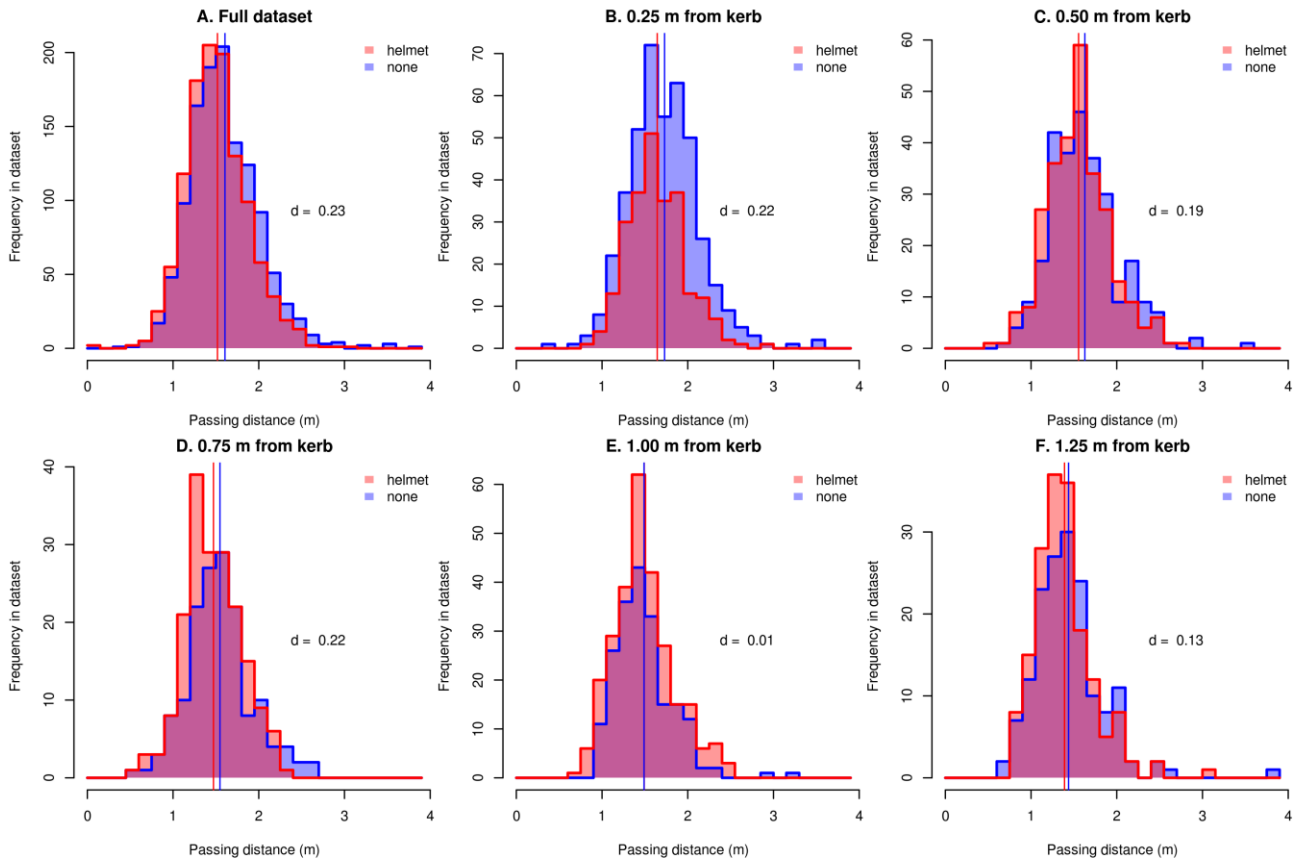 A. Full dataset
helmet
none
d = 0.23
Frequency in dataset
0
50
100
150
200
0
1
2
3
4
Passing distance (m)
B. 0.25 m from kerb
helmet
none
d = 0.22
Frequency in dataset
0
10
20
30
40
50
60
70
0
1
2
3
4
Passing distance (m)
C. 0.50 m from kerb
helmet
none
d = 0.19
Frequency in dataset
0
10
20
30
40
50
60
0
1
2
3
4
Passing distance (m)
D. 0.75 m from kerb
helmet
none
d = 0.22
Frequency in dataset
0
10
20
30
40
0
1
2
3
4
Passing distance (m)
E. 1.00 m from kerb
helmet
none
d = 0.01
Frequency in dataset
0
10
20
30
40
50
60
0
1
2
3
4
Passing distance (m)
F. 1.25 m from kerb
helmet
none
d = 0.13
Frequency in dataset
0
10
20
30
0
1
2
3
4
Passing distance (m)